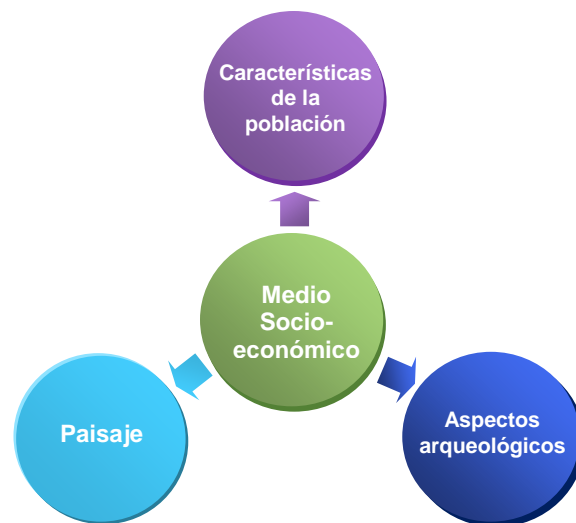 Características
de la
población
Medio
Socio-
económico
Paisaje
Aspectos
arqueológicos